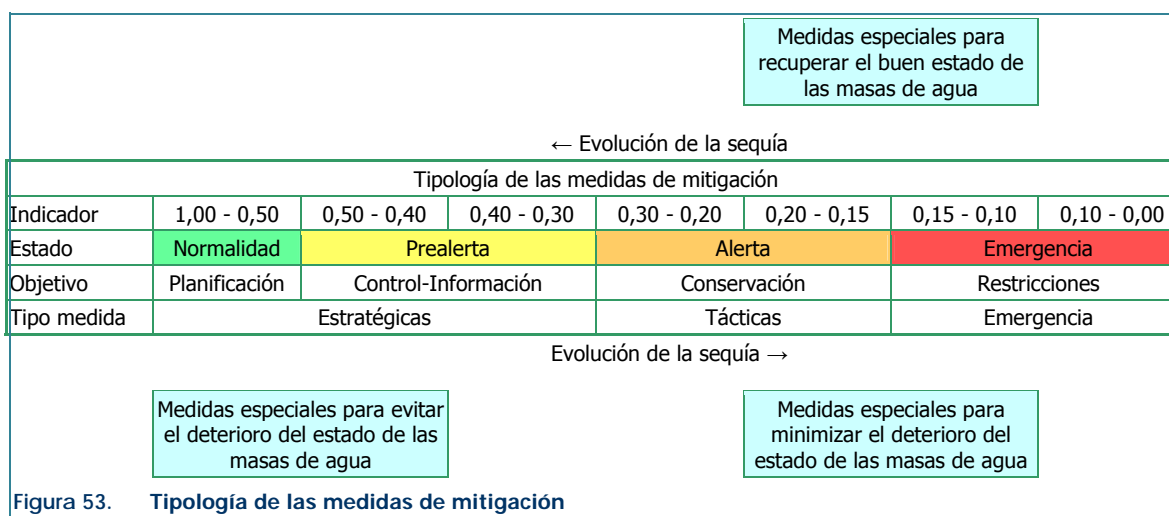 Medidas especiales para
recuperar el buen estado de
las masas de agua
← Evolución de la sequía
Tipología de las medidas de mitigación
Indicador 1,00 - 0,50 0,50 - 0,40 0,40 - 0,30 0,30 - 0,20 0,20 - 0,15 0,15 - 0,10 0,10 - 0,00
Estado Normalidad Prealerta Alerta Emergencia
Objetivo Planificación Control-Información Conservación Restricciones
Tipo medida Estratégicas Tácticas Emergencia
Evolución de la sequía →
Medidas especiales para evitar
el deterioro del estado de las
masas de agua
Medidas especiales para
minimizar el deterioro del
estado de las masas de agua
Figura 53. Tipología de las medidas de mitigación